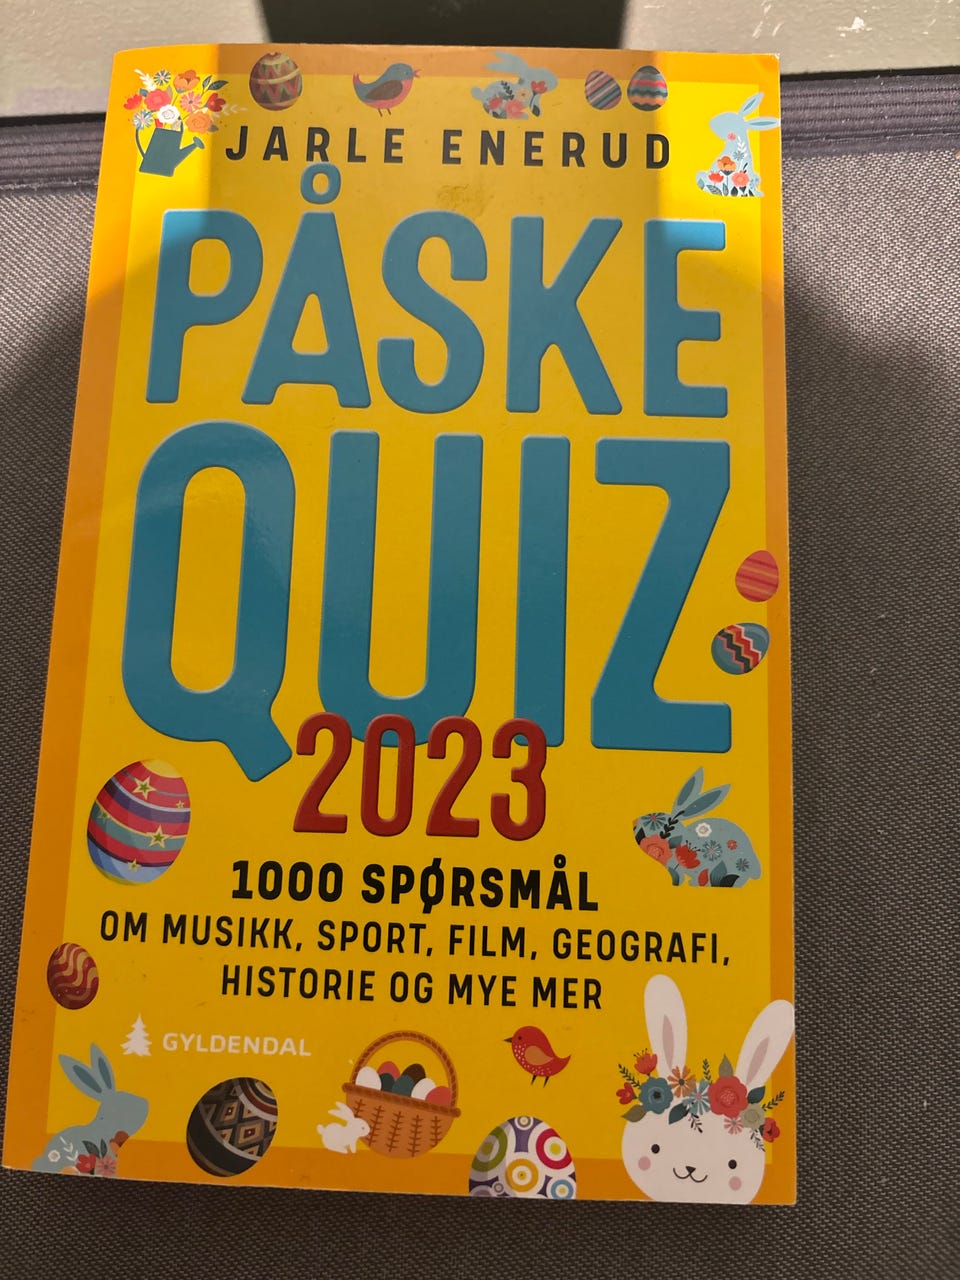 JARLE ENERUD
PÅSKE
QUIZ
2023
1000 SPØRSMÅL
OM MUSIKK, SPORT, FILM, GEOGRAFI,
HISTORIE OG MYE MER
GYLDENDAL